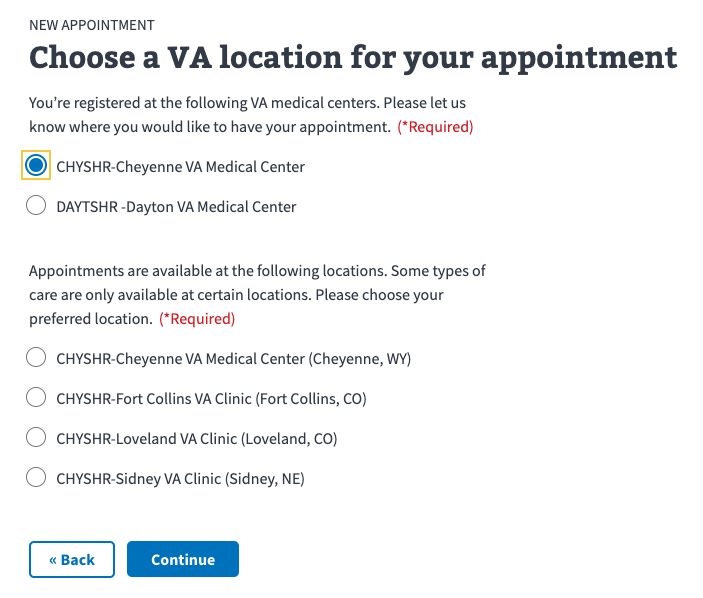 NEW APPOINTMENT
Choose a VA location for your appointment
You’re registered at the following VA medical centers. Please let us
know where you would like to have your appointment. (*Required)
CHYSHR-Cheyenne VA Medical Center
DAYTSHR -Dayton VA Medical Center
Appointments are available at the following locations. Some types of
care are only available at certain locations. Please choose your
preferred location. (*Required)
CHYSHR-Cheyenne VA Medical Center (Cheyenne, WY)
CHYSHR-Fort Collins VA Clinic (Fort Collins, CO)
CHYSHR-Loveland VA Clinic (Loveland, CO)
CHYSHR-Sidney VA Clinic (Sidney, NE)
« Back Continue